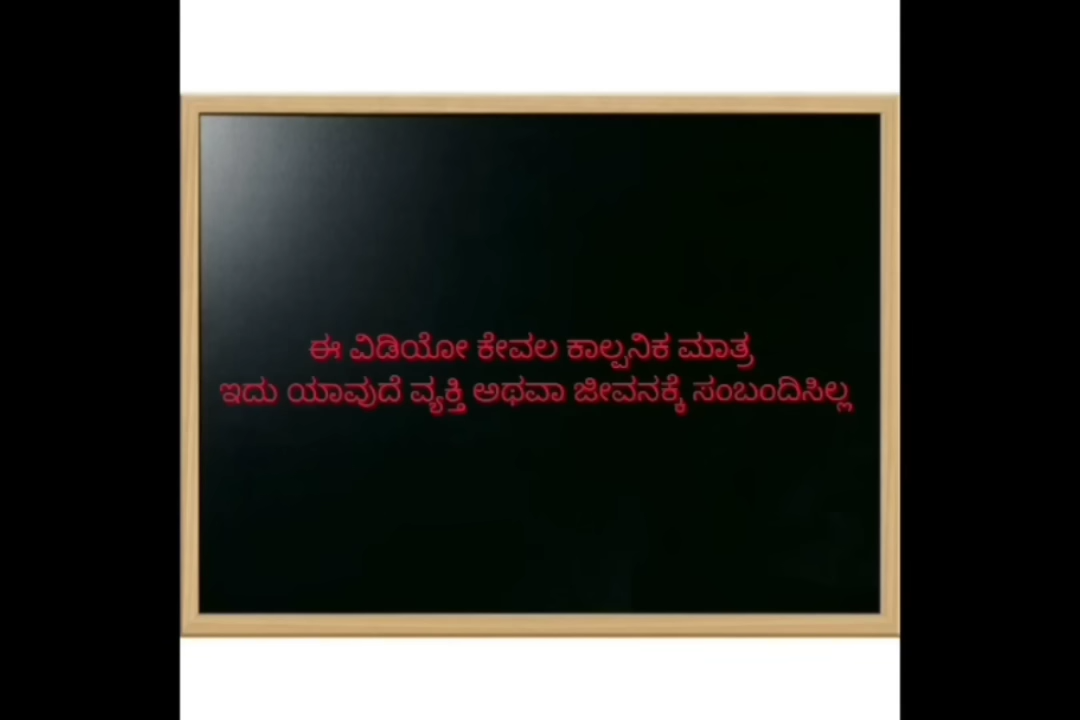 ಈ ವಿಡಿಯೋ ಕೇವಲ ಕಾಲ್ಪನಿಕ ಮಾತ್ರ
ಇದು ಯಾವುದೆ ವ್ಯಕ್ತಿ ಅಥವಾ ಜೀವನಕ್ಕೆ ಸಂಬಂದಿಸಿಲ್ಲ